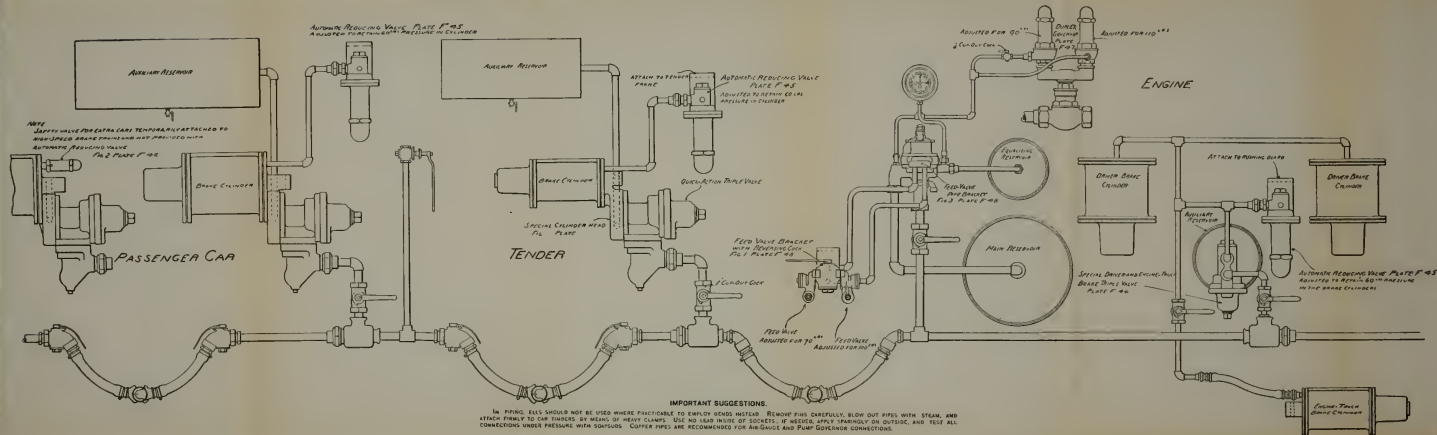 AUTOMATIC REDUCING VALVE PLATE F 45.
ADJUSTED TO RETAIN 60 LBS PRESSURE IN CYLINDER
AUXILIARY RESERVOIR
NOTE
SAFETY VALVE FOR EXTRA CARS TEMPORARILY ATTACHED TO
HIGH-SPEED BRAKE TRAINS AND NOT PROVIDED WITH
AUTOMATIC REDUCING VALVE
FIG 2 PLATE F 48
BRAKE CYLINDER
PASSENGER CAR
AUXILIARY RESERVOIR
ATTACH TO TENDER
FRAME
AUTOMATIC REDUCING VALVE
PLATE F 45
ADJUSTED TO RETAIN 60 LBS
PRESSURE IN CYLINDER
BRAKE CYLINDER
QUICK-ACTION TRIPLE VALVE
SPECIAL CYLINDER HEAD
FIG PLATE
TENDER
1" CUT-OUT COCK
ADJUSTED FOR 90 LBS
DUPLEX
GOVERNOR
PLATE
F 47
ADJUSTED FOR 110 LBS
CUT-OUT COCK
ENGINE
EQUALIZING
RESERVOIR
FEED-VALVE
PIPE BRACKET
FIG 3 PLATE F 48
FEED VALVE BRACKET
WITH REVERSING COCK
FIG 1 PLATE F 48
MAIN RESERVOIR
FEED VALVE
ADJUSTED FOR 70 LBS
FEED VALVE
ADJUSTED FOR 100 LBS
DRIVER BRAKE
CYLINDER
ATTACH TO RUNNING BOARD
DRIVER BRAKE
CYLINDER
AUXILIARY
RESERVOIR
SPECIAL DRIVER AND ENGINE-TRUCK
BRAKE TRIPLE VALVE
PLATE F 46
AUTOMATIC REDUCING VALVE PLATE F 45
ADJUSTED TO RETAIN 60 LBS PRESSURE
IN THE BRAKE CYLINDERS
ENGINE-TRUCK
BRAKE CYLINDER
IMPORTANT SUGGESTIONS.
IN PIPING, ELLS SHOULD NOT BE USED WHERE PRACTICABLE TO EMPLOY BENDS INSTEAD REMOVE FINS CAREFULLY, BLOW OUT PIPES WITH STEAM, AND
ATTACH FIRMLY TO CAR TIMBERS BY MEANS OF HEAVY CLAMPS USE NO LEAD INSIDE OF SOCKETS. IF NEEDED, APPLY SPARINGLY ON OUTSIDE, AND TEST ALL
CONNECTIONS UNDER PRESSURE WITH SOAPSUDS COPPER PIPES ARE RECOMMENDED FOR AIR-GAUGE AND PUMP GOVERNOR CONNECTIONS.